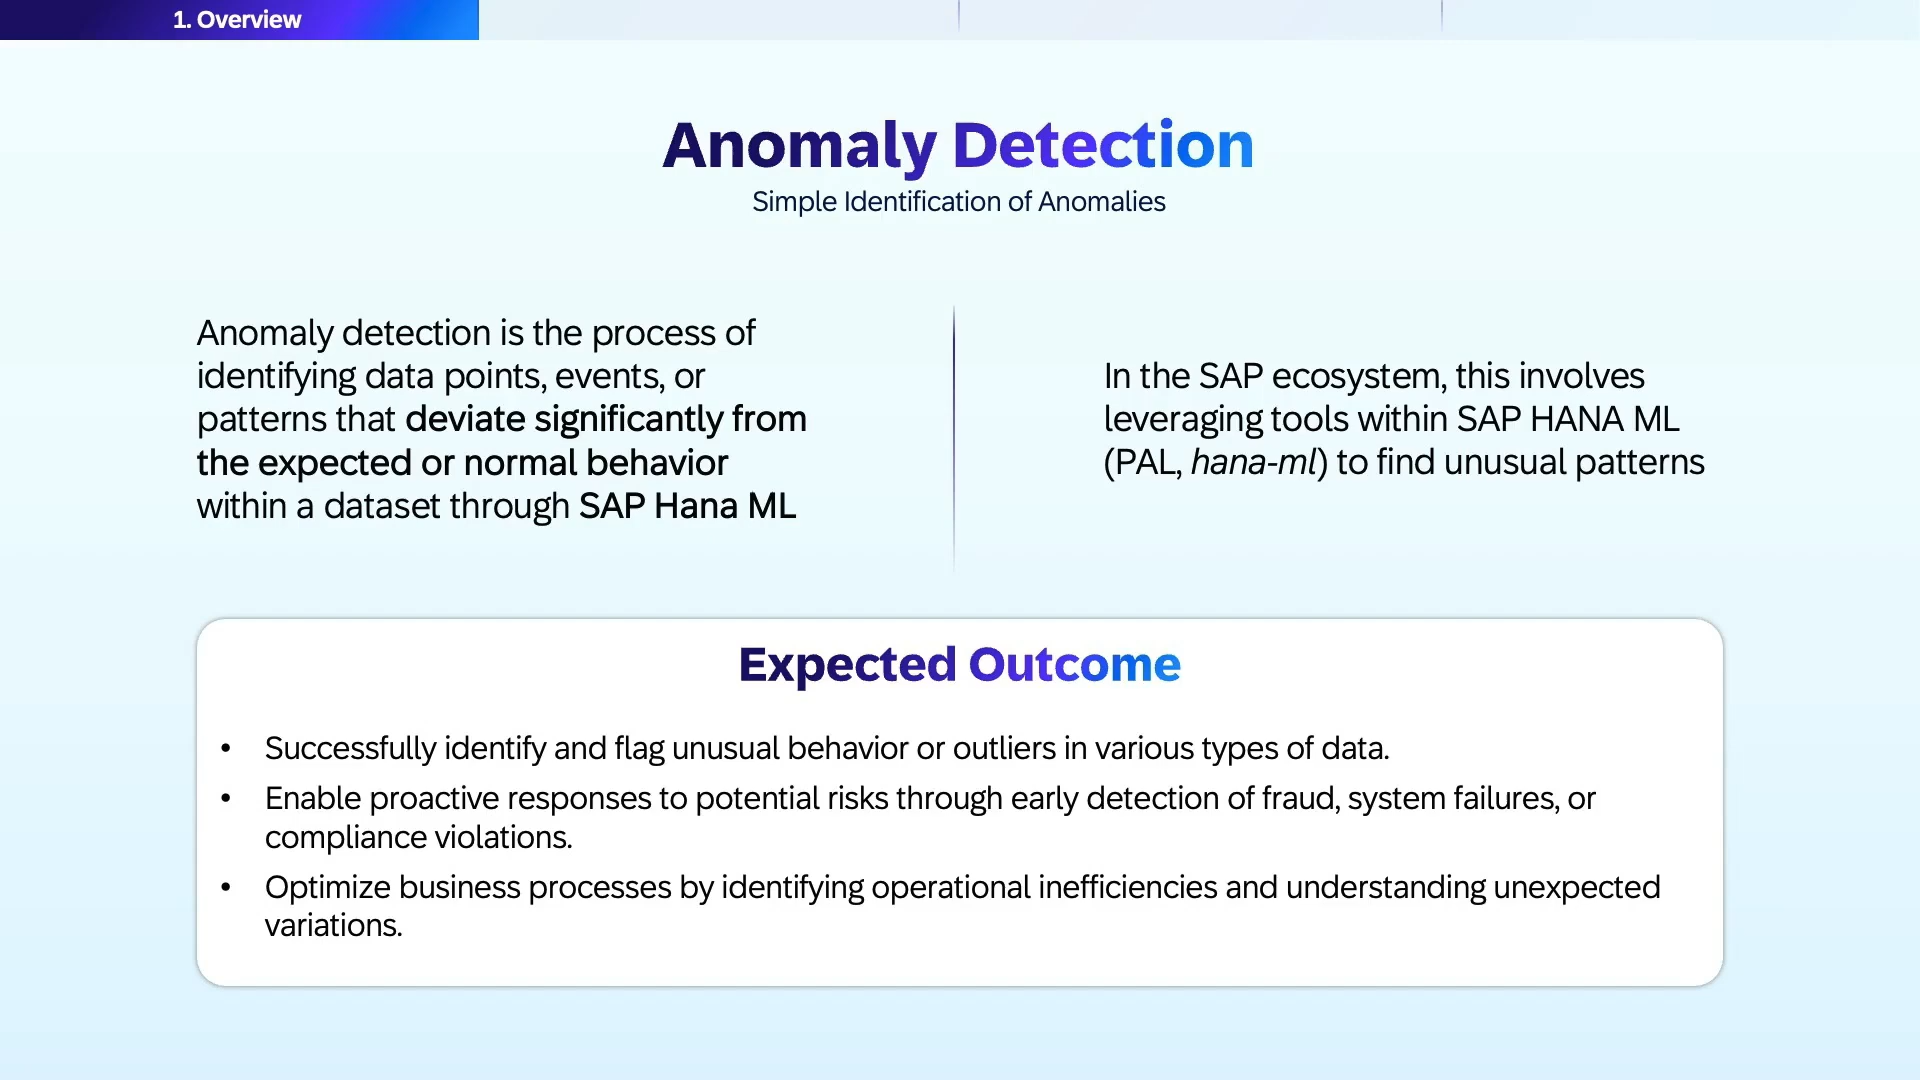 1. Overview
Anomaly Detection
Simple Identification of Anomalies
Anomaly detection is the process of
identifying data points, events, or
patterns that deviate significantly from
the expected or normal behavior
within a dataset through SAP Hana ML
In the SAP ecosystem, this involves
leveraging tools within SAP HANA ML
(PAL, hana-ml) to find unusual patterns
Expected Outcome
• Successfully identify and flag unusual behavior or outliers in various types of data.
• Enable proactive responses to potential risks through early detection of fraud, system failures, or
compliance violations.
• Optimize business processes by identifying operational inefficiencies and understanding unexpected
variations.